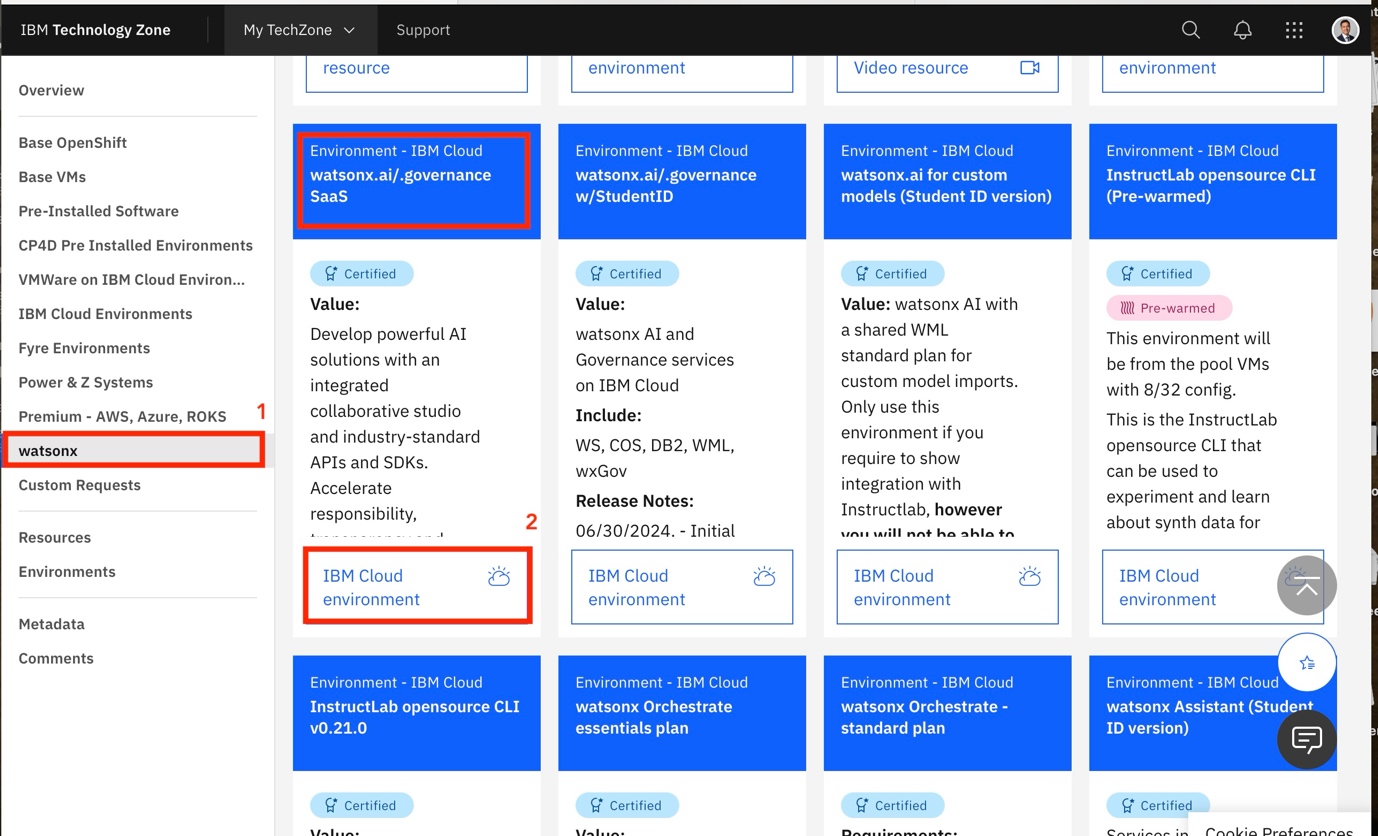 IBM Technology Zone
My TechZone
Support
Overview
Base OpenShift
Base VMs
Pre-Installed Software
CP4D Pre Installed Environments
VMWare on IBM Cloud Environ...
IBM Cloud Environments
Fyre Environments
Power & Z Systems
Premium - AWS, Azure, ROKS
1
watsonx
Custom Requests
Resources
Environments
Metadata
Comments
resource
environment
Video resource
environment
Environment - IBM Cloud
watsonx.ai/.governance
SaaS
Certified
Value:
Develop powerful AI
solutions with an
integrated
collaborative studio
and industry-standard
APIs and SDKs.
Accelerate
responsibility,
2
IBM Cloud
environment
Environment - IBM Cloud
watsonx.ai/.governance
w/StudentID
Certified
Value:
watsonx AI and
Governance services
on IBM Cloud
Include:
WS, COS, DB2, WML,
wxGov
Release Notes:
06/30/2024. - Initial
IBM Cloud
environment
Environment - IBM Cloud
watsonx.ai for custom
models (Student ID version)
Certified
Value: watsonx AI with
a shared WML
standard plan for
custom model imports.
Only use this
environment if you
require to show
integration with
Instructlab, however
you will not be able to
IBM Cloud
environment
Environment - IBM Cloud
InstructLab opensource CLI
(Pre-warmed)
Certified
Pre-warmed
This environment will
be from the pool VMs
with 8/32 config.
This is the InstructLab
opensource CLI that
can be used to
experiment and learn
about synth data for
IBM Cloud
environment
Environment - IBM Cloud
InstructLab opensource CLI
v0.21.0
Certified
Value:
Environment - IBM Cloud
watsonx Orchestrate
essentials plan
Certified
Value:
Environment - IBM Cloud
watsonx Orchestrate -
standard plan
Certified
Requirements:
Environment - IBM Cloud
watsonx Assistant (Student
ID version)
Certified
Services in
Cookie Preferences